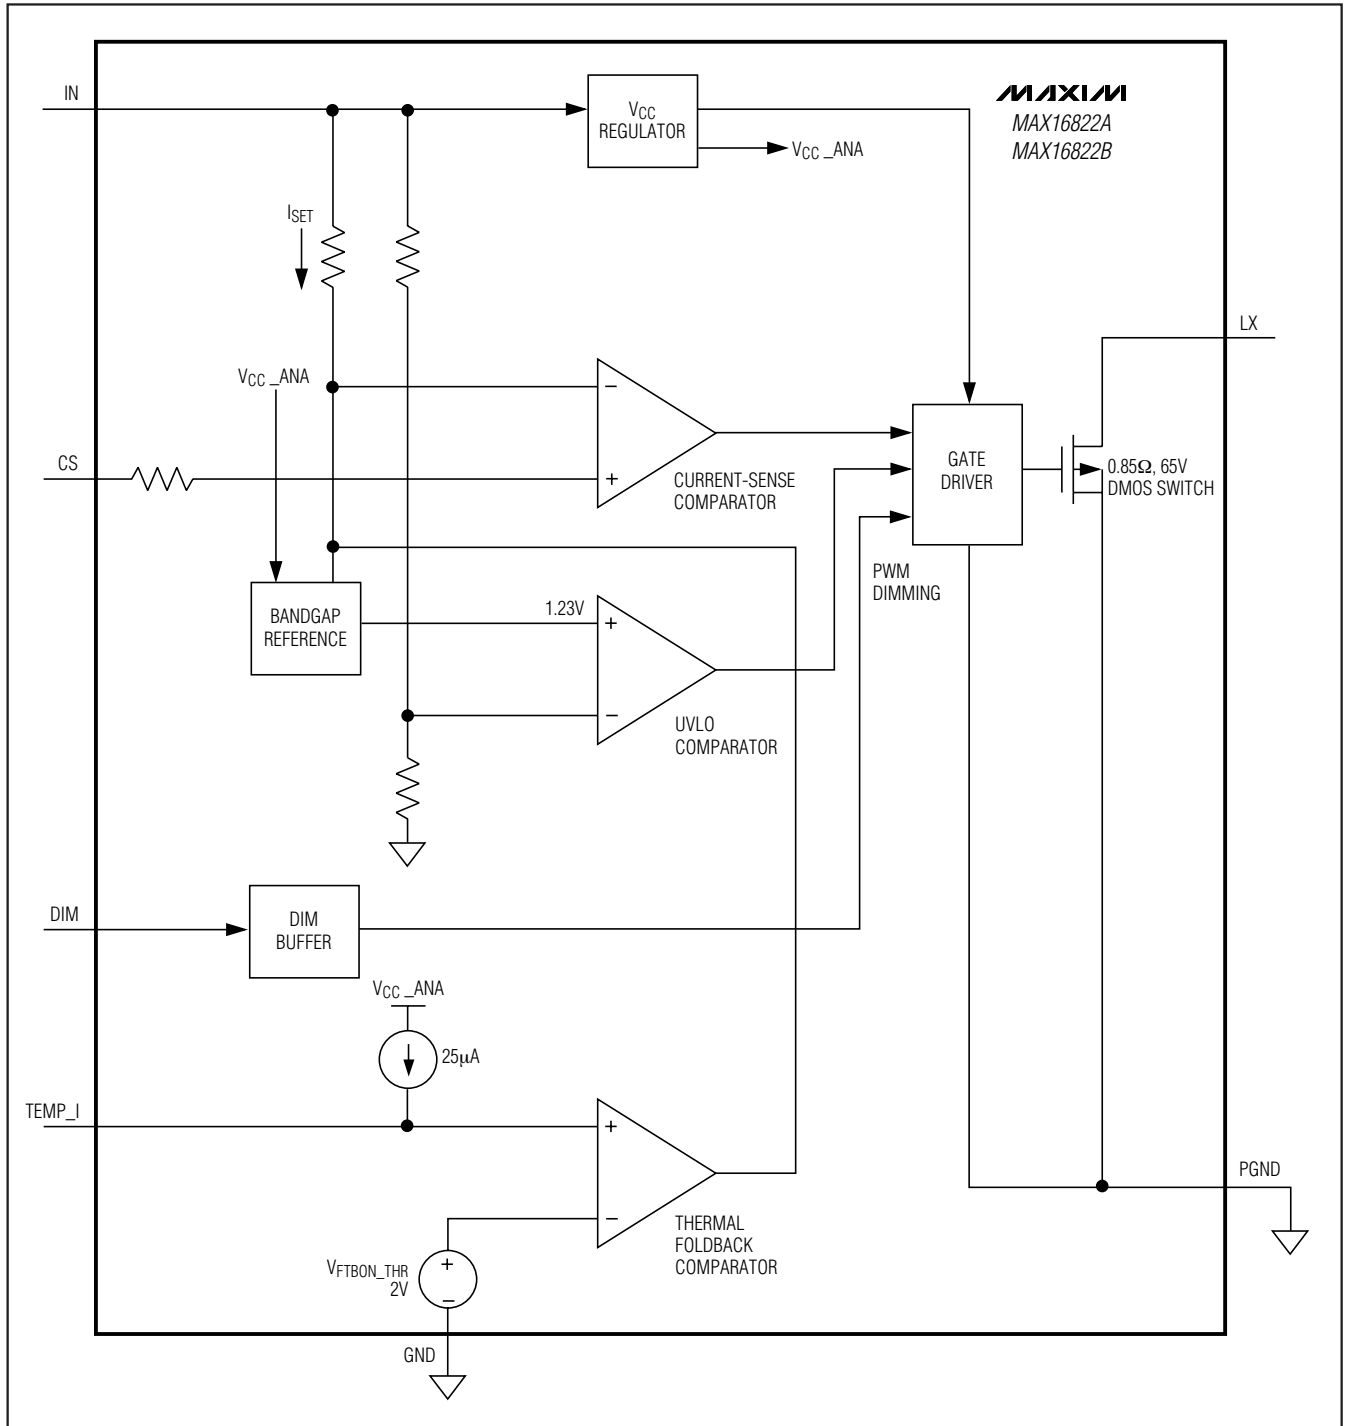 IN
VCC
REGULATOR
VCC _ANA
MAXIM
MAX16822A
MAX16822B
ISET
LX
VCC _ANA
−
CS
+
CURRENT-SENSE
COMPARATOR
GATE
DRIVER
0.85Ω, 65V
DMOS SWITCH
PWM
DIMMING
BANDGAP
REFERENCE
1.23V
+
−
UVLO
COMPARATOR
DIM
DIM
BUFFER
VCC _ANA
25µA
TEMP_I
+
−
THERMAL
FOLDBACK
COMPARATOR
PGND
VFTBON_THR
2V
+
−
GND